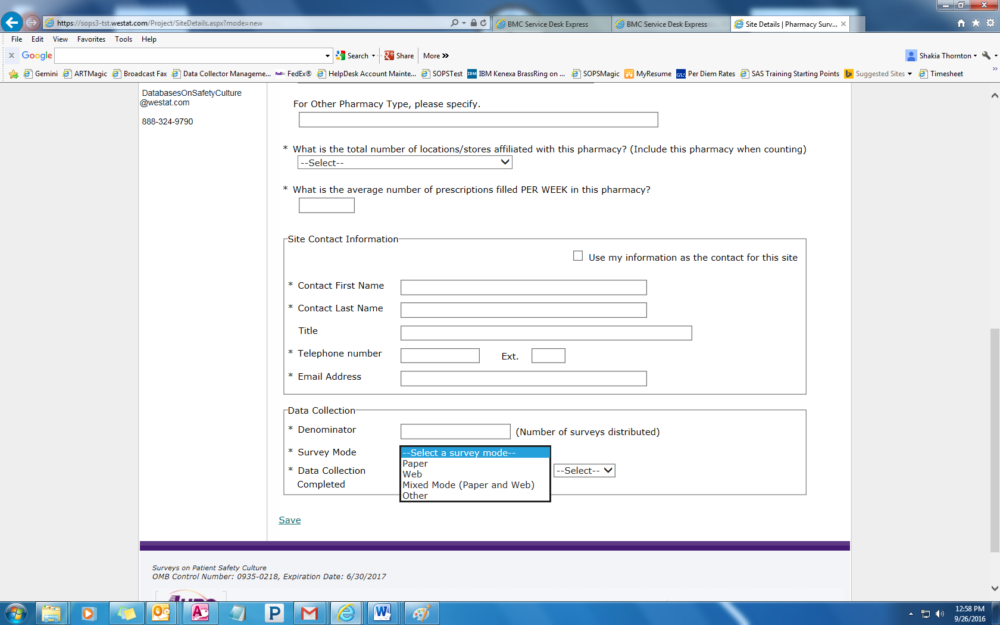 https://sops3-tst.westat.com/Project/SiteDetails.aspx?mode=new
BMC Service Desk Express
BMC Service Desk Express
Site Details | Pharmacy Surv...
File Edit View Favorites Tools Help
x Google Search Share More »
Shakia Thornton
Gemini ARTMagic Broadcast Fax Data Collector Manageme... FedEx® HelpDesk Account Mainte... SOPSTest IBM Kenexa BrassRing on ... SOPSMagic MyResume Per Diem Rates SAS Training Starting Points Suggested Sites Timesheet
DatabasesOnSafetyCulture
@westat.com
888-324-9790
For Other Pharmacy Type, please specify.
* What is the total number of locations/stores affiliated with this pharmacy? (Include this pharmacy when counting)
--Select--
* What is the average number of prescriptions filled PER WEEK in this pharmacy?
Site Contact Information
Use my information as the contact for this site
* Contact First Name
* Contact Last Name
Title
* Telephone number Ext.
* Email Address
Data Collection
* Denominator (Number of surveys distributed)
* Survey Mode --Select a survey mode--
Paper
Web
Mixed Mode (Paper and Web)
Other
* Data Collection
Completed
--Select--
Save
Surveys on Patient Safety Culture
OMB Control Number: 0935-0218, Expiration Date: 6/30/2017
12:58 PM
9/26/2016